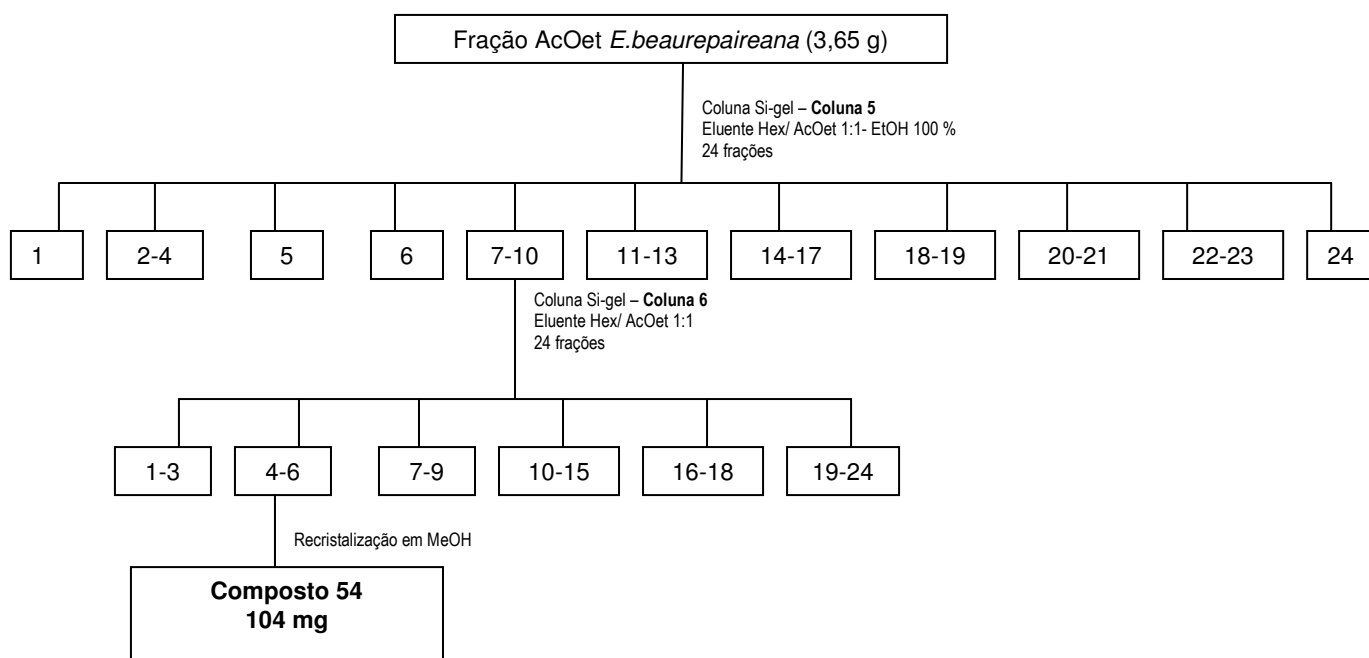 Fração AcOet E.beaurepaireana (3,65 g)
Coluna Si-gel – Coluna 5
Eluente Hex/ AcOet 1:1- EtOH 100 %
24 frações
1
2-4
5
6
7-10
11-13
14-17
18-19
20-21
22-23
24
Coluna Si-gel – Coluna 6
Eluente Hex/ AcOet 1:1
24 frações
1-3
4-6
7-9
10-15
16-18
19-24
Recristalização em MeOH
Composto 54
104 mg